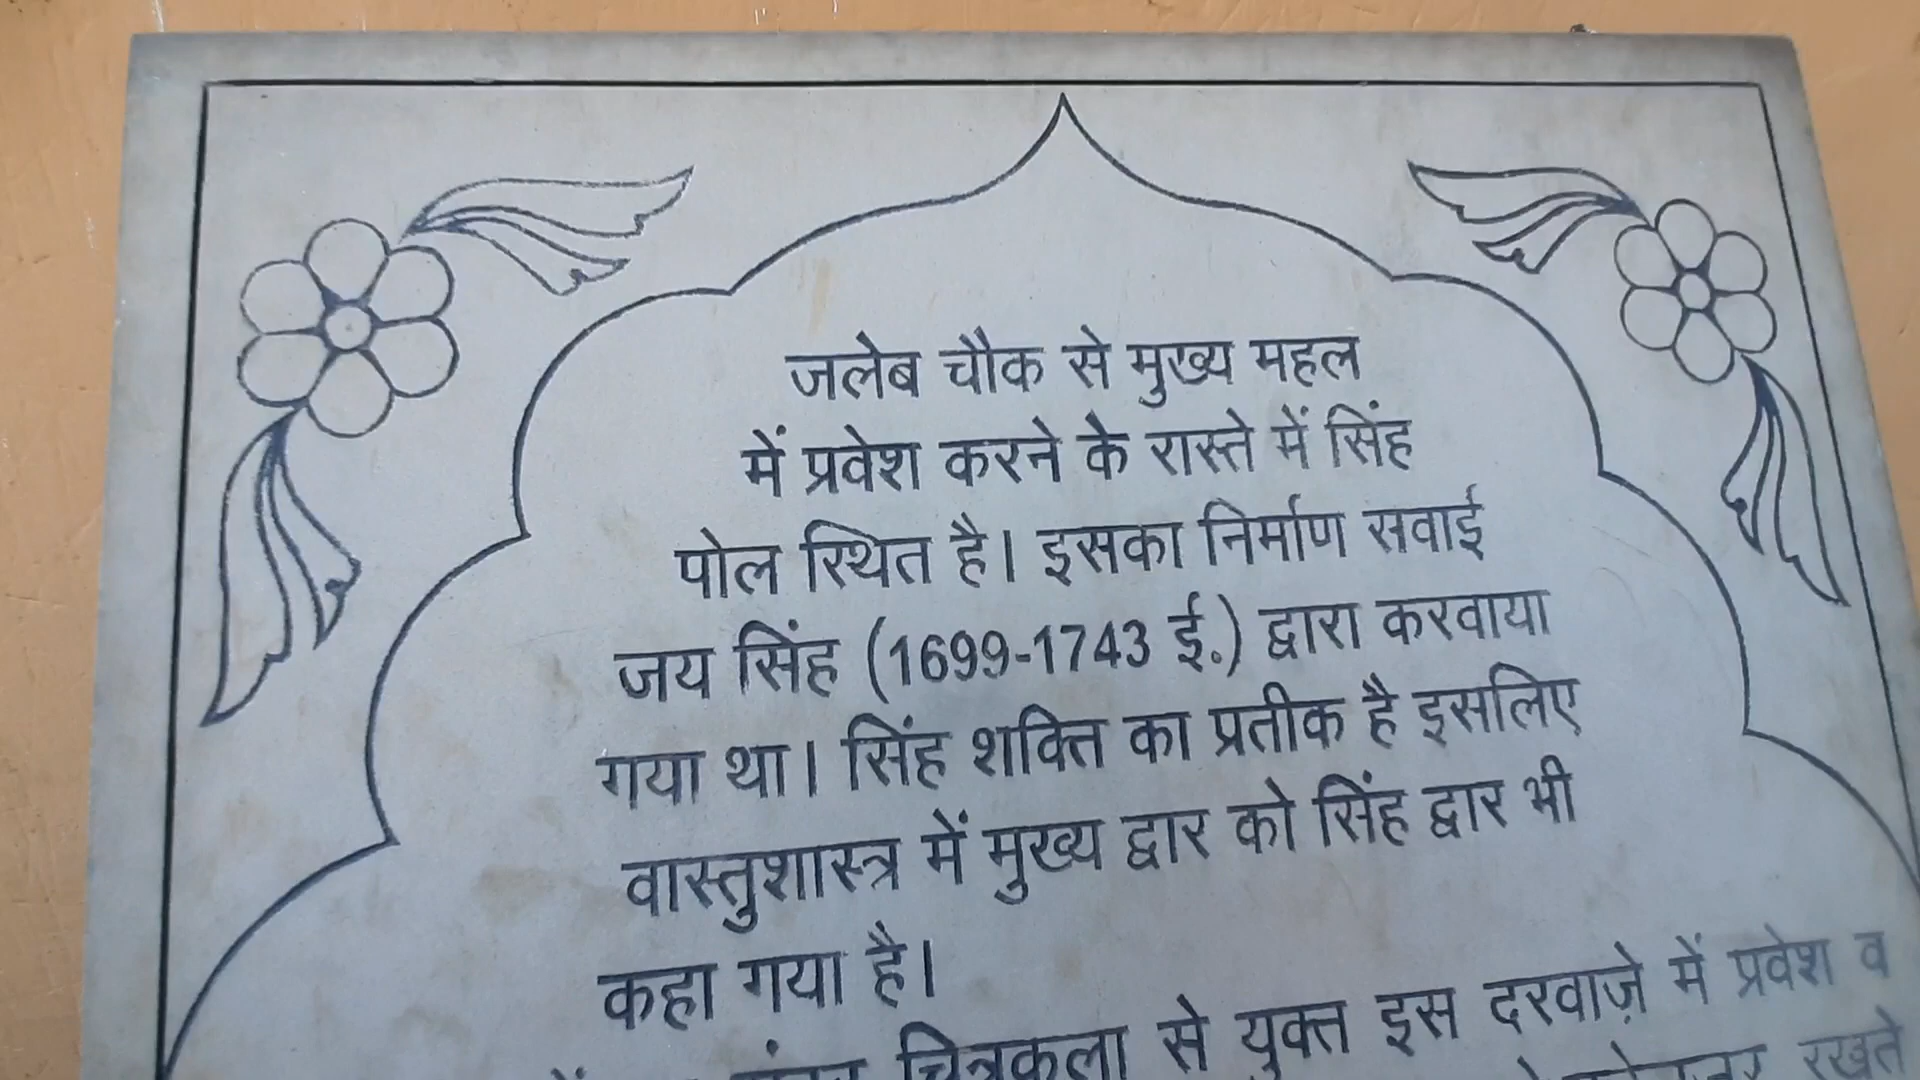 जलेब चौक से मुख्य महल
में प्रवेश करने के रास्ते में सिंह
पोल स्थित है। इसका निर्माण सवाई
जय सिंह (1699-1743 ई.) द्वारा करवाया
गया था। सिंह शक्ति का प्रतीक है इसलिए
वास्तुशास्त्र में मुख्य द्वार को सिंह द्वार भी
कहा गया है।
चित्रकला से युक्त इस दरवाज़े में प्रवेश व
रखते